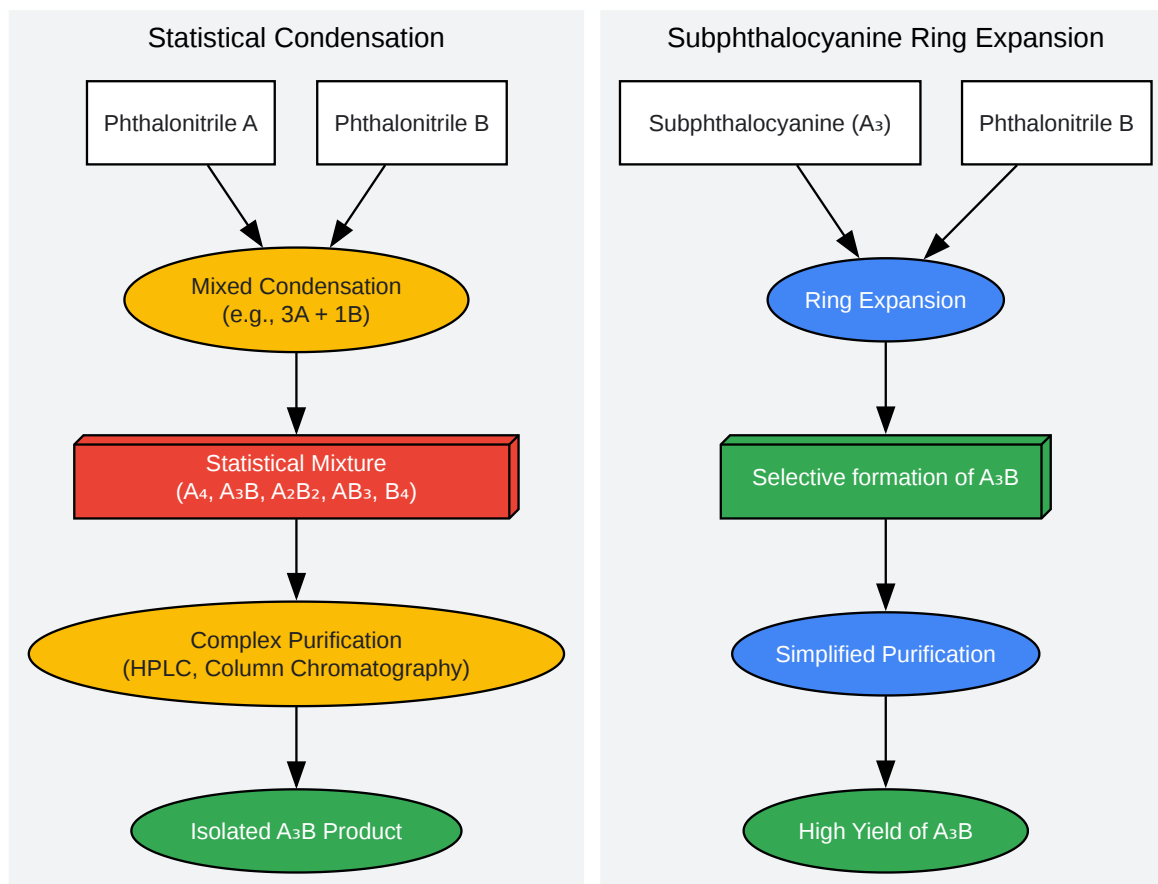 Statistical Condensation
Phthalonitrile A
Phthalonitrile B
Mixed Condensation
(e.g., 3A + 1B)
Statistical Mixture
(A₄, A₃B, A₂B₂, AB₃, B₄)
Complex Purification
(HPLC, Column Chromatography)
Isolated A₃B Product
Subphthalocyanine Ring Expansion
Subphthalocyanine (A₃)
Phthalonitrile B
Ring Expansion
Selective formation of A₃B
Simplified Purification
High Yield of A₃B